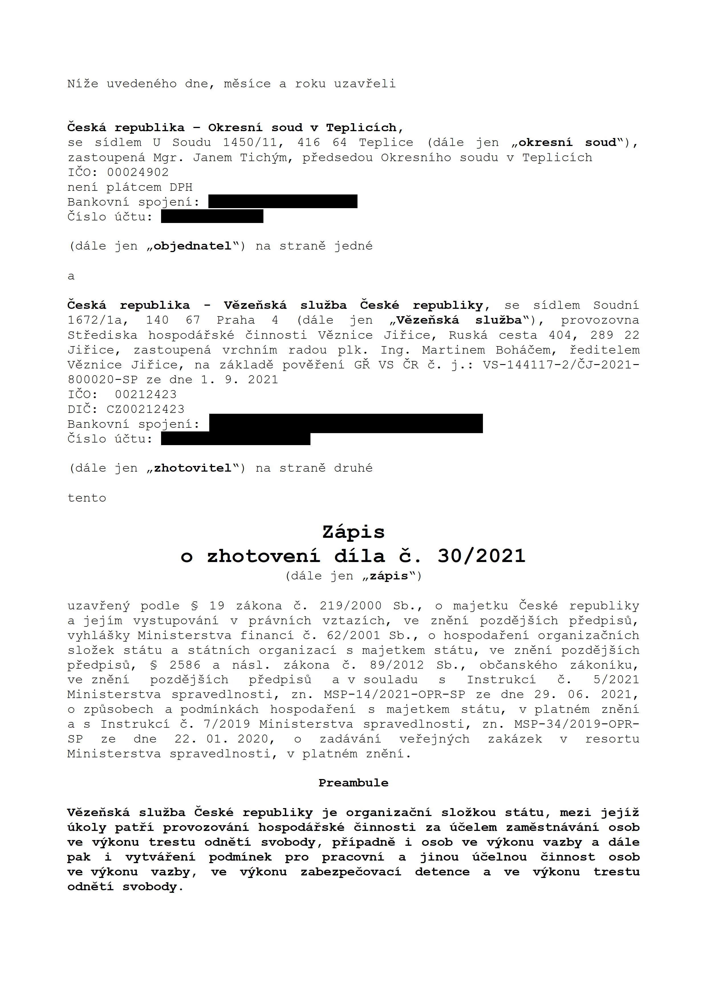 Níže uvedeného dne, měsíce a roku uzavřeli
Česká republika – Okresní soud v Teplicích,
se sídlem U Soudu 1450/11, 416 64 Teplice (dále jen „okresní soud“),
zastoupená Mgr. Janem Tichým, předsedou Okresního soudu v Teplicích
IČO: 00024902
není plátcem DPH
Bankovní spojení:
Číslo účtu:
(dále jen „objednatel“) na straně jedné
a
Česká republika - Vězeňská služba České republiky, se sídlem Soudní
1672/1a, 140 67 Praha 4 (dále jen „Vězeňská služba“), provozovna
Střediska hospodářské činnosti Věznice Jiřice, Ruská cesta 404, 289 22
Jiřice, zastoupená vrchním radou plk. Ing. Martinem Boháčem, ředitelem
Věznice Jiřice, na základě pověření GŘ VS ČR č. j.: VS-144117-2/ČJ-2021-
800020-SP ze dne 1. 9. 2021
IČO: 00212423
DIČ: CZ00212423
Bankovní spojení:
Číslo účtu:
(dále jen „zhotovitel“) na straně druhé
tento
Zápis
o zhotovení díla č. 30/2021
(dále jen „zápis“)
uzavřený podle § 19 zákona č. 219/2000 Sb., o majetku České republiky
a jejím vystupování v právních vztazích, ve znění pozdějších předpisů,
vyhlášky Ministerstva financí č. 62/2001 Sb., o hospodaření organizačních
složek státu a státních organizací s majetkem státu, ve znění pozdějších
předpisů, § 2586 a násl. zákona č. 89/2012 Sb., občanského zákoníku,
ve znění pozdějších předpisů a v souladu s Instrukcí č. 5/2021
Ministerstva spravedlnosti, zn. MSP-14/2021-OPR-SP ze dne 29. 06. 2021,
o způsobech a podmínkách hospodaření s majetkem státu, v platném znění
a s Instrukcí č. 7/2019 Ministerstva spravedlnosti, zn. MSP-34/2019-OPR-
SP ze dne 22. 01. 2020, o zadávání veřejných zakázek v resortu
Ministerstva spravedlnosti, v platném znění.
Preambule
Vězeňská služba České republiky je organizační složkou státu, mezi jejíž
úkoly patří provozování hospodářské činnosti za účelem zaměstnávání osob
ve výkonu trestu odnětí svobody, případně i osob ve výkonu vazby a dále
pak i vytváření podmínek pro pracovní a jinou účelnou činnost osob
ve výkonu vazby, ve výkonu zabezpečovací detence a ve výkonu trestu
odnětí svobody.